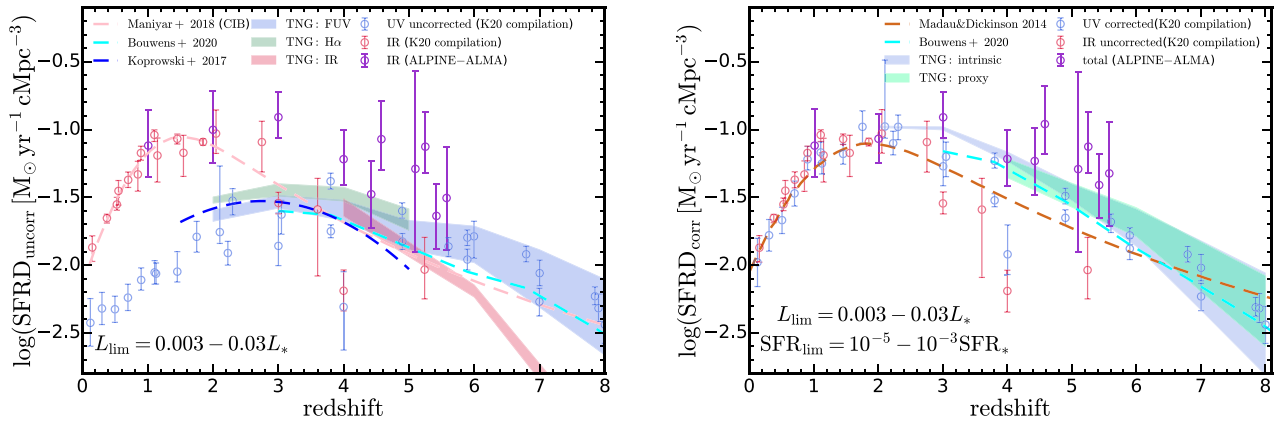 Maniyar+ 2018 (CIB)
Bouwens+ 2020
Koprowski+ 2017
TNG: FUV
TNG: Hα
TNG: IR
UV uncorrected (K20 compilation)
IR (K20 compilation)
IR (ALPINE−ALMA)
log(SFRD_uncorr [M⊙ yr⁻¹ cMpc⁻³])
−0.5
−1.0
−1.5
−2.0
−2.5
L_lim = 0.003 − 0.03L_*
0 1 2 3 4 5 6 7 8
redshift
Madau&Dickinson 2014
Bouwens+ 2020
TNG: intrinsic
TNG: proxy
UV corrected(K20 compilation)
IR uncorrected(K20 compilation)
total (ALPINE−ALMA)
log(SFRD_corr [M⊙ yr⁻¹ cMpc⁻³])
−0.5
−1.0
−1.5
−2.0
−2.5
L_lim = 0.003 − 0.03L_*
SFR_lim = 10⁻⁵ − 10⁻³SFR_*
0 1 2 3 4 5 6 7 8
redshift